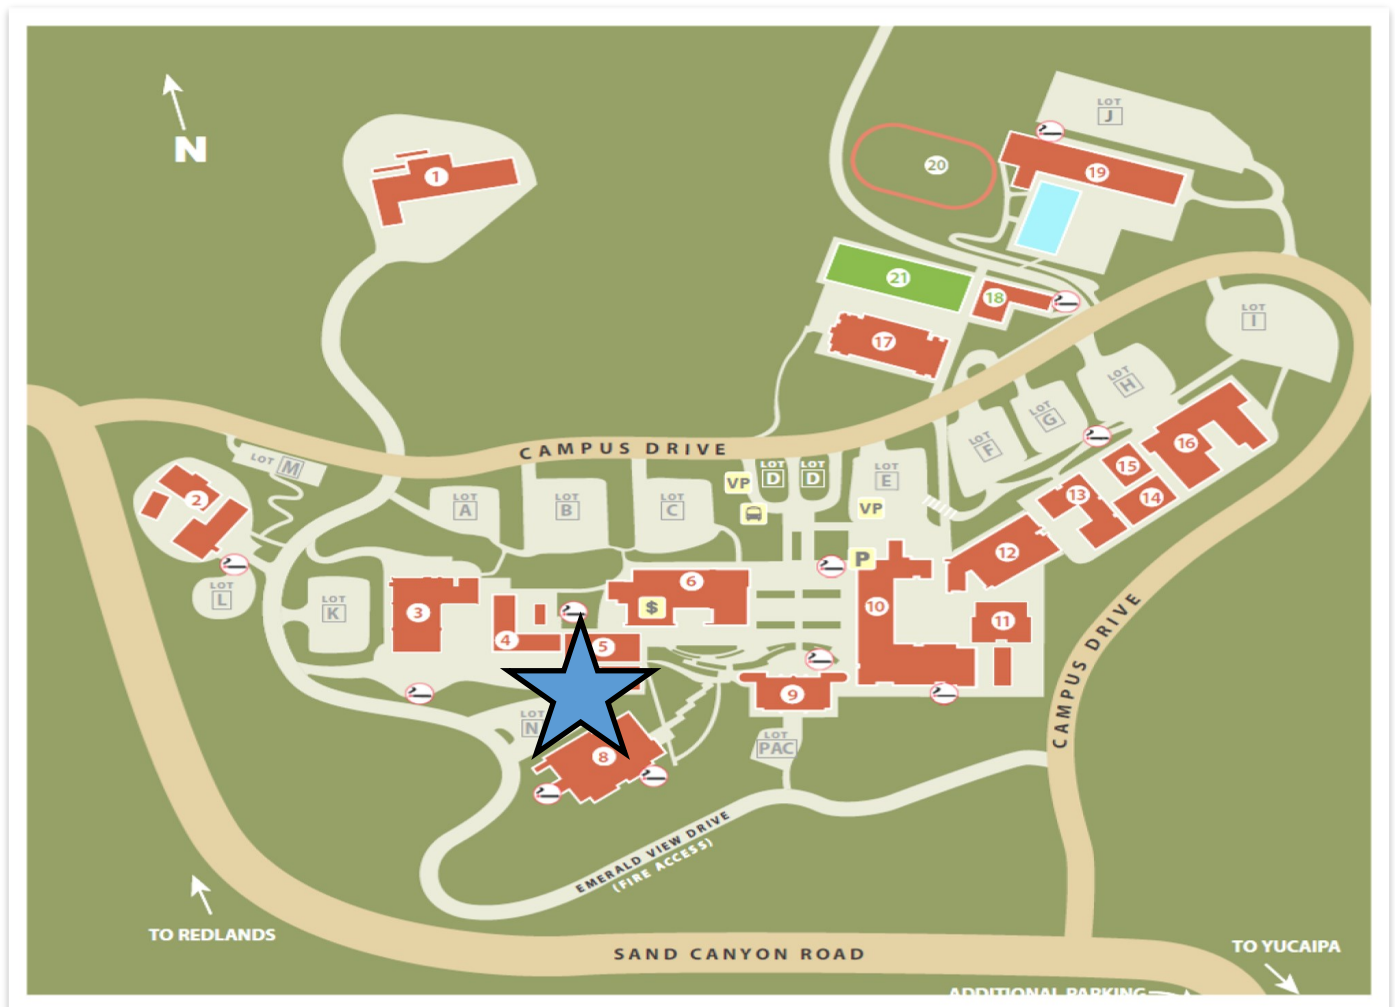 LOT
J
N
1
20
19
21
18
LOT
I
17
LOT
H
LOT
G
LOT
F
16
CAMPUS DRIVE
LOT M
15
2
LOT
A
LOT
B
LOT
C
VP
LOT
D
LOT
D
LOT
E
VP
13
14
P
12
LOT
L
LOT
K
3
4
5
6
$
10
11
9
LOT
N
8
LOT
PAC
CAMPUS DRIVE
EMERALD VIEW DRIVE
(FIRE ACCESS)
TO REDLANDS
SAND CANYON ROAD
TO YUCAIPA
ADDITIONAL PARKING